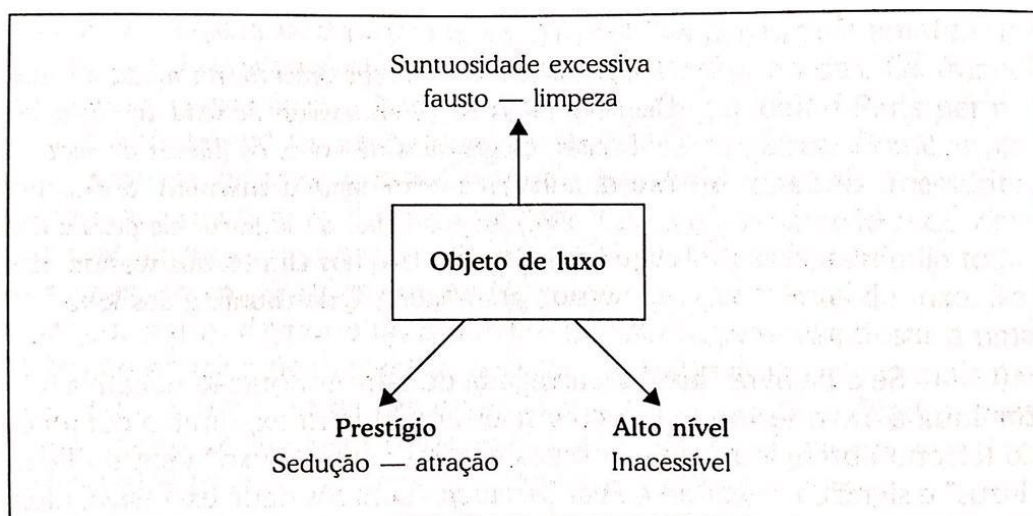 Suntuosidade excessiva
fausto — limpeza
Objeto de luxo
Prestígio
Sedução — atração
Alto nível
Inacessível